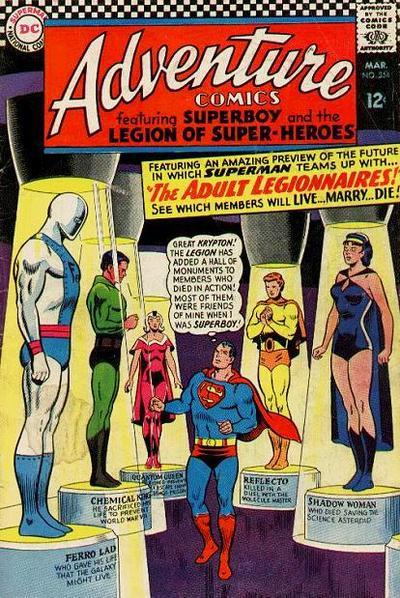 SUPERMAN
DC
NATIONAL COMICS
APPROVED
BY THE
COMICS
CODE
AUTHORITY
Adventure
COMICS
MAR.
NO. 354
12¢
featuring SUPERBOY and the
LEGION OF SUPER-HEROES
FEATURING AN AMAZING PREVIEW OF THE FUTURE
IN WHICH SUPERMAN TEAMS UP WITH...
"The ADULT LEGIONNAIRES!"
SEE WHICH MEMBERS WILL LIVE...MARRY...DIE!
GREAT KRYPTON!
THE LEGION HAS
ADDED A HALL OF
MONUMENTS TO
MEMBERS WHO
DIED IN ACTION!
MOST OF THEM
WERE FRIENDS
OF MINE WHEN I
WAS SUPERBOY!
QUANTUM QUEEN
CHEMICAL KING
HE SACRIFICED
LIFE TO PREVENT
WORLD WAR VII
REFLECTO
KILLED IN A
DUEL WITH THE
MOLECULE MASTER
SHADOW WOMAN
WHO DIED SAVING THE
SCIENCE ASTEROID
FERRO LAD
WHO GAVE HIS LIFE
THAT THE GALAXY
MIGHT LIVE